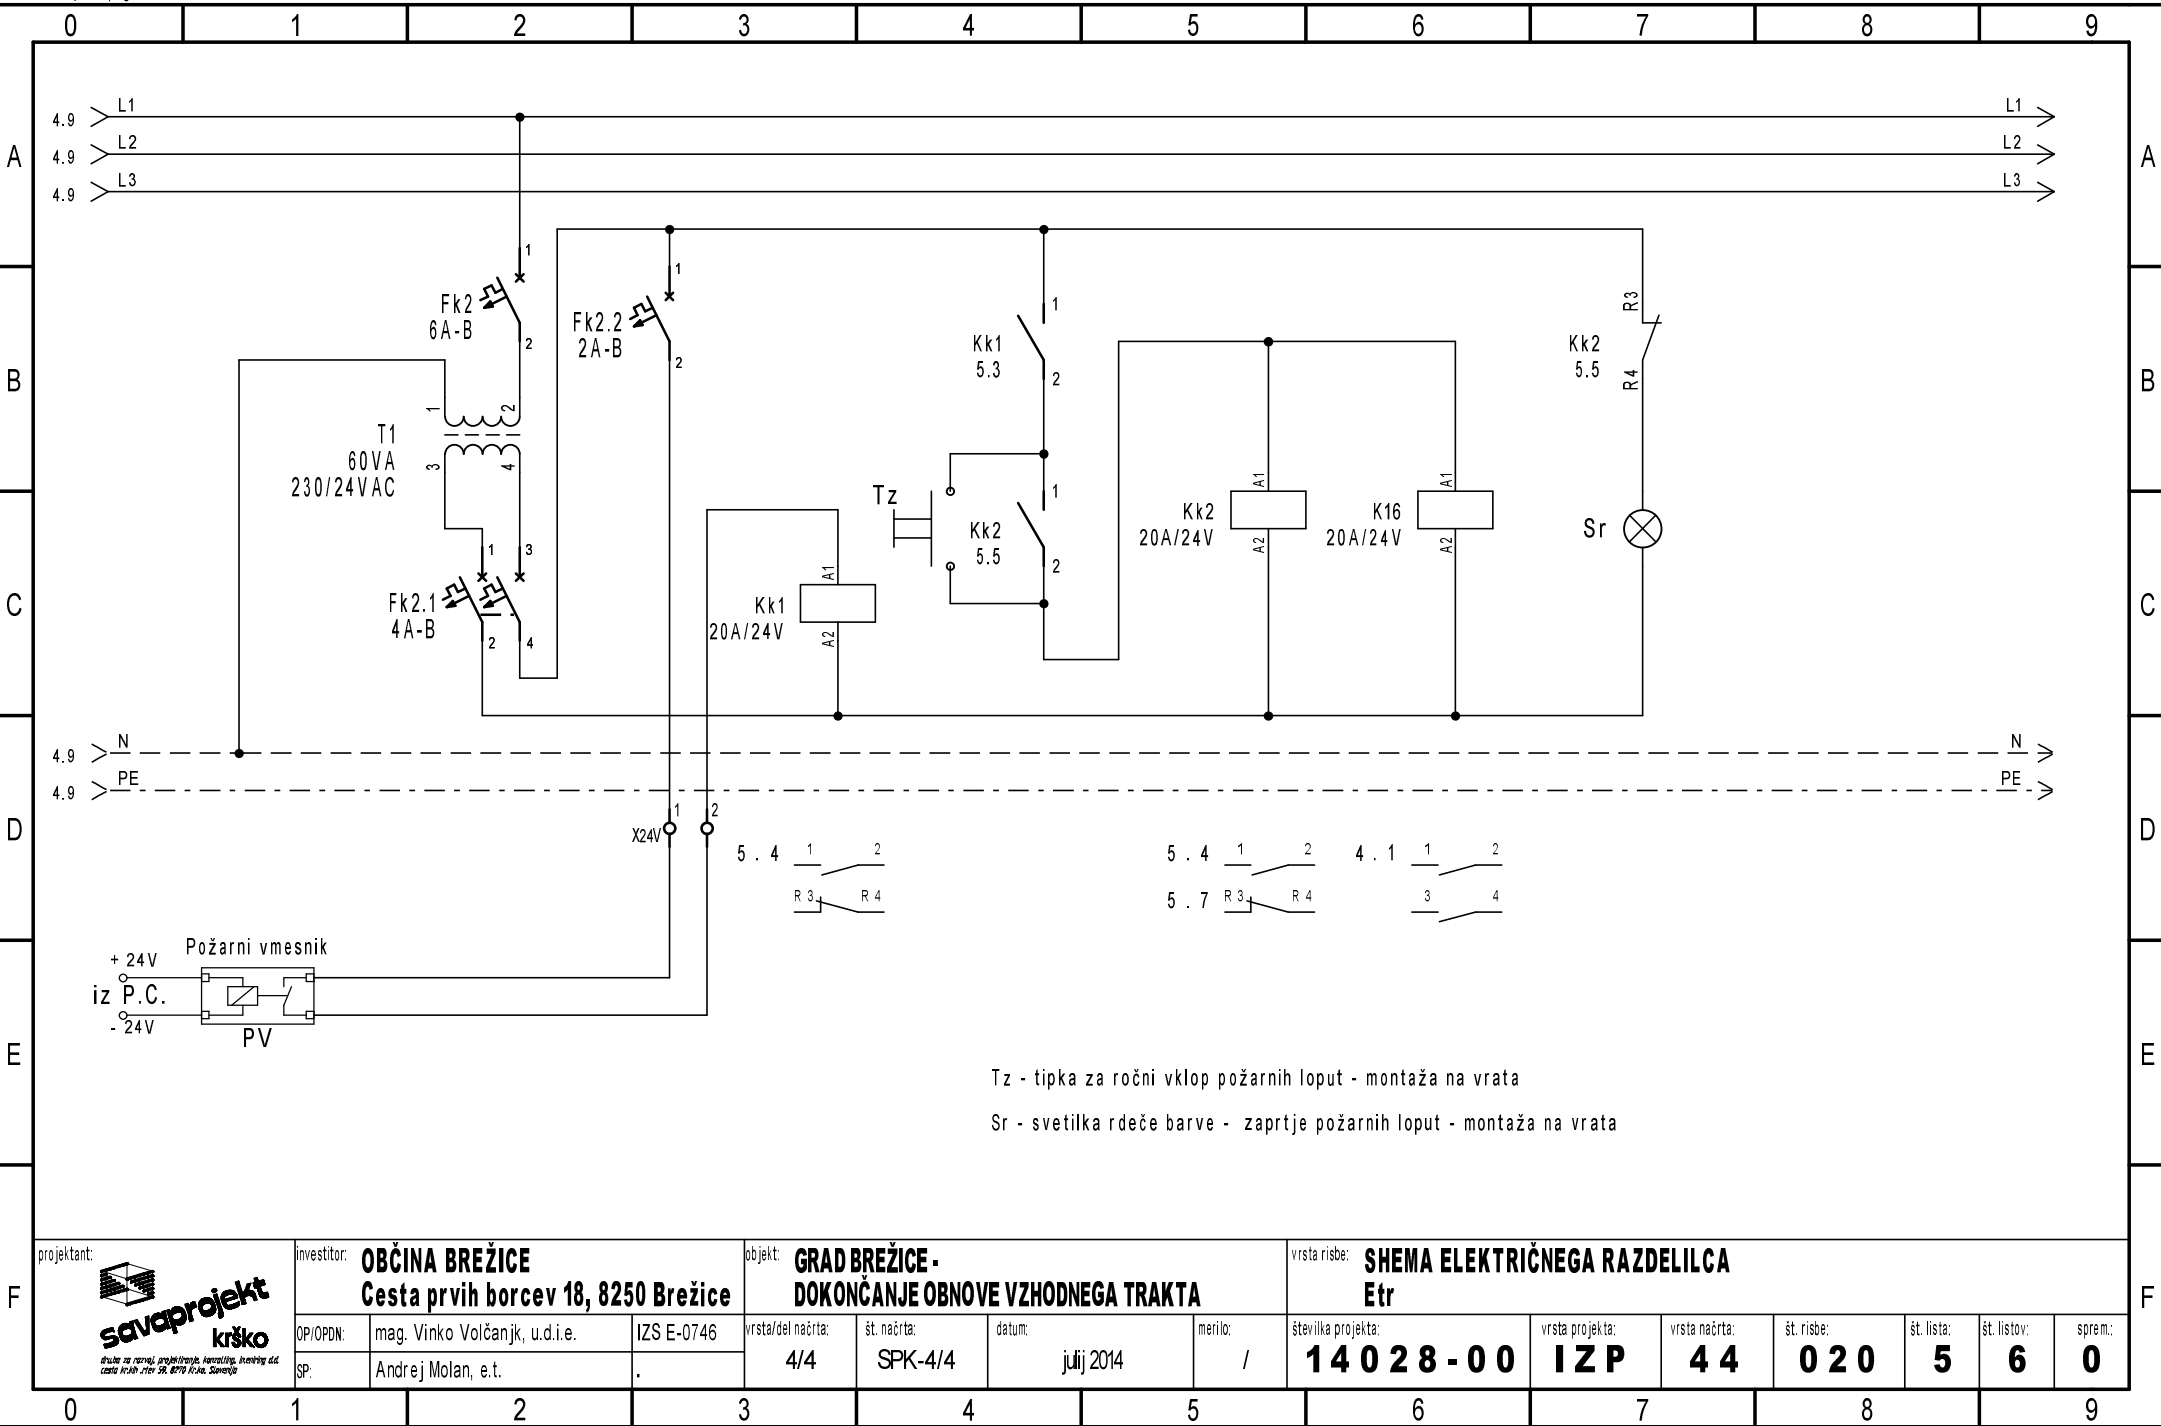 0 1 2 3 4 5 6 7 8 9
4.9 L1 L1
4.9 L2 L2
A A
4.9 L3 L3
1
Fk2
6A-B
2
1
Fk2.2
2A-B
2
1
Kk1
5.3
2
R3
Kk2
5.5
R4
B B
1 2
T1
60VA
230/24VAC
3 4
Tz
1
Kk2
5.5
2
A1
Kk2
20A/24V
A2
A1
K16
20A/24V
A2
Sr
1 3
Fk2.1
4A-B
2 4
A1
Kk1
20A/24V
A2
C C
4.9 N N
4.9 PE PE
X24V 1 2
D D
5.4 1 2
R3 R4
5.4 1 2
5.7 R3 R4
4.1 1 2
3 4
Požarni vmesnik
+ 24V
iz P.C.
- 24V
PV
E E
Tz - tipka za ročni vklop požarnih loput - montaža na vrata
Sr - svetilka rdeče barve - zaprtje požarnih loput - montaža na vrata
F F
projektant:
savaprojekt
krško
investitor: OBČINA BREŽICE
Cesta prvih borcev 18, 8250 Brežice
objekt: GRAD BREŽICE -
DOKONČANJE OBNOVE VZHODNEGA TRAKTA
vrsta risbe: SHEMA ELEKTRIČNEGA RAZDELILCA
Etr
OP/OPDN: mag. Vinko Volčanjk, u.d.i.e. IZS E-0746
SP: Andrej Molan, e.t. .
vrsta/del načrta: 4/4
št. načrta: SPK-4/4
datum: julij 2014
merilo: /
številka projekta: 14028-00
vrsta projekta: IZP
vrsta načrta: 44
št. risbe: 020
št. lista: 5
št. listov: 6
sprem.: 0
0 1 2 3 4 5 6 7 8 9